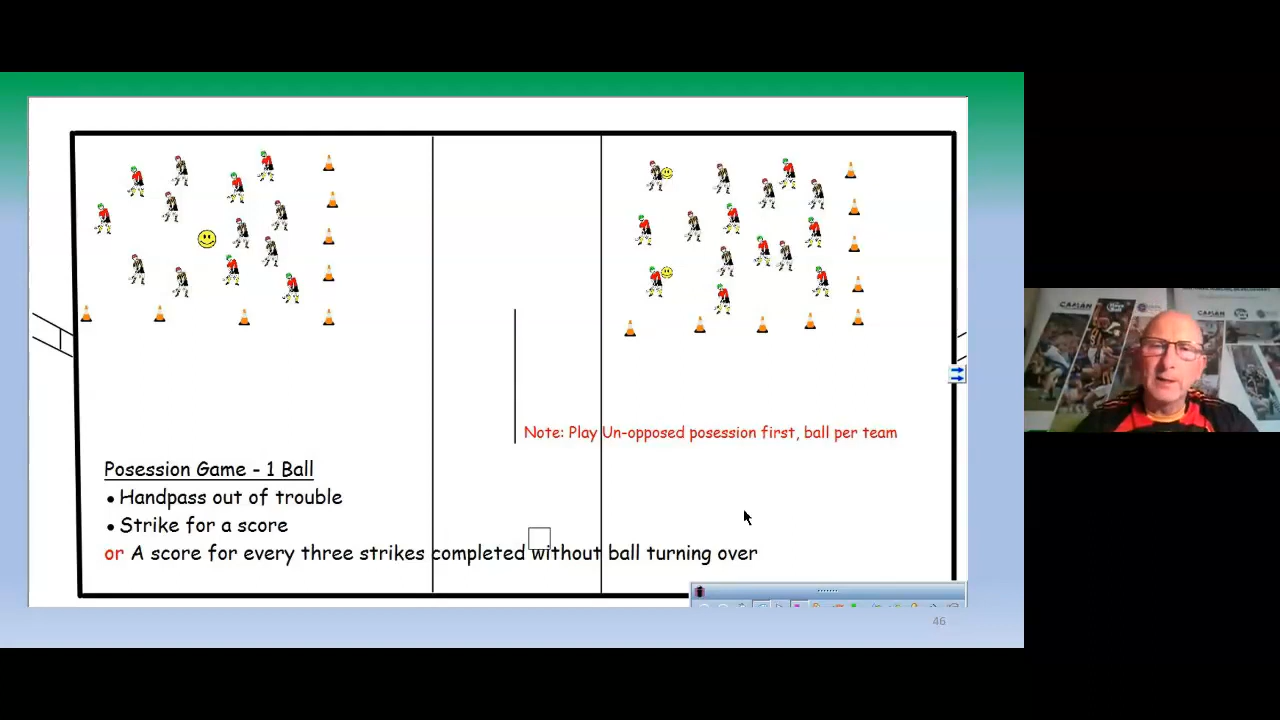 Note: Play Un-opposed posession first, ball per team
Posession Game - 1 Ball
• Handpass out of trouble
• Strike for a score
or A score for every three strikes completed without ball turning over
46